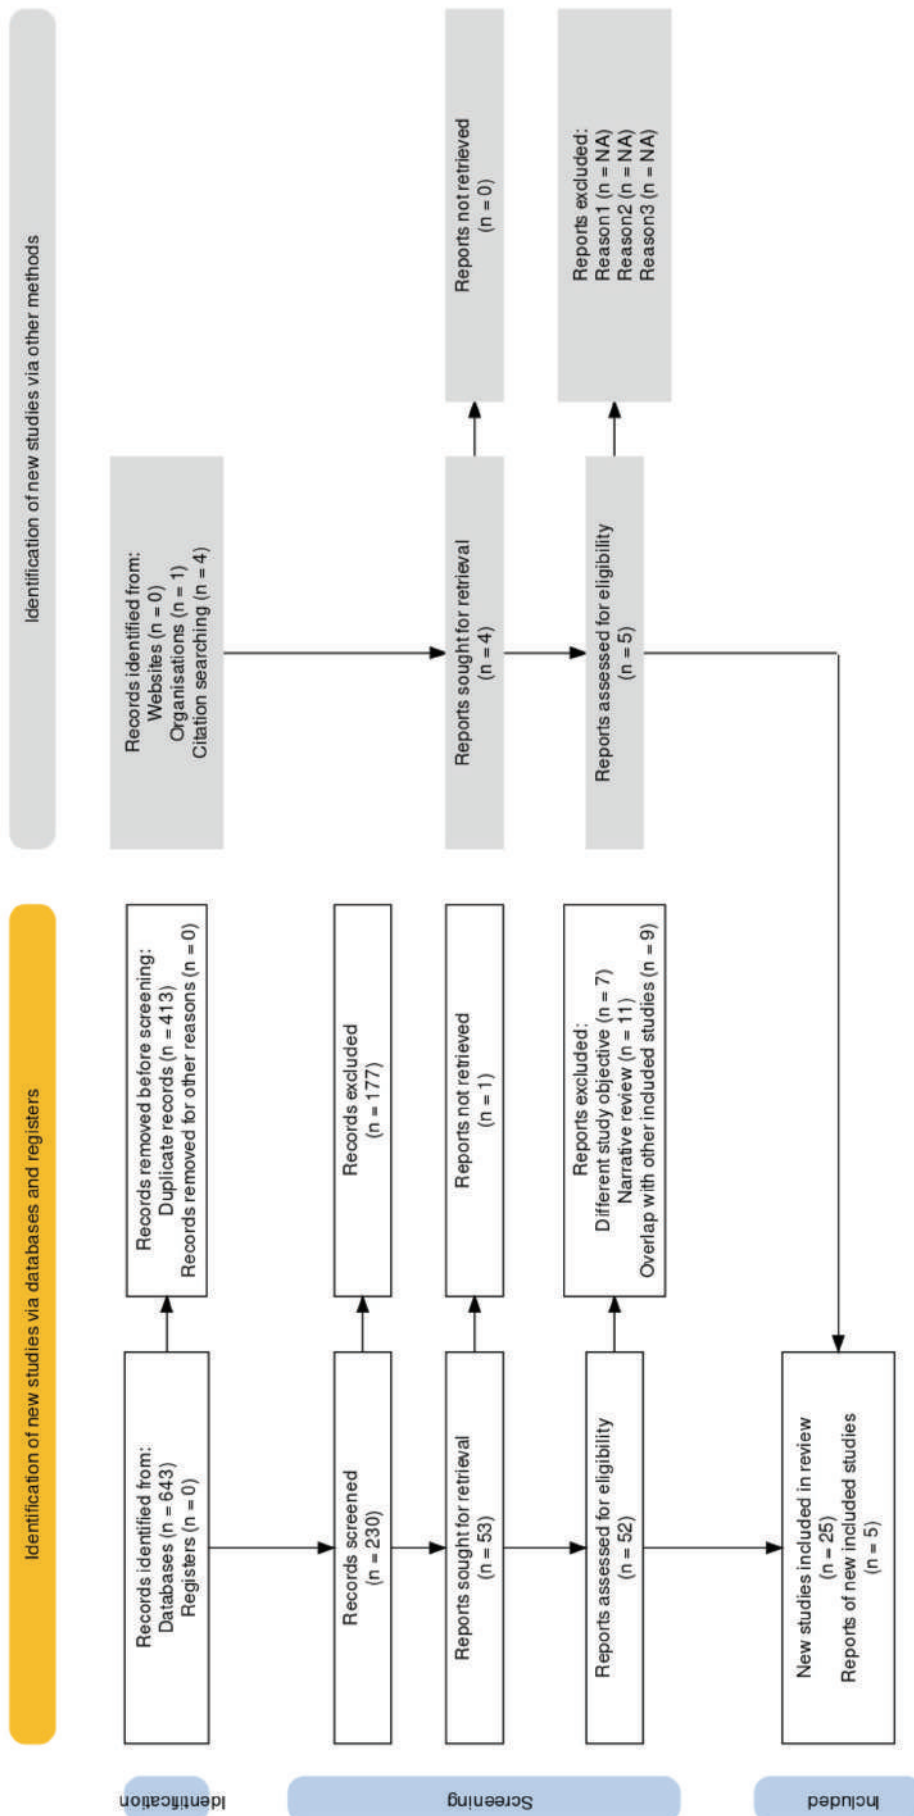 Identification of new studies via databases and registers
Identification of new studies via other methods
Identification
Records identified from:
Databases (n = 643)
Registers (n = 0)
Records removed before screening:
Duplicate records (n = 413)
Records removed for other reasons (n = 0)
Records identified from:
Websites (n = 0)
Organisations (n = 1)
Citation searching (n = 4)
Screening
Records screened
(n = 230)
Records excluded
(n = 177)
Reports sought for retrieval
(n = 53)
Reports not retrieved
(n = 1)
Reports sought for retrieval
(n = 4)
Reports not retrieved
(n = 0)
Reports assessed for eligibility
(n = 52)
Reports excluded:
Different study objective (n = 7)
Narrative review (n = 11)
Overlap with other included studies (n = 9)
Reports assessed for eligibility
(n = 5)
Reports excluded:
Reason1 (n = NA)
Reason2 (n = NA)
Reason3 (n = NA)
Included
New studies included in review
(n = 25)
Reports of new included studies
(n = 5)